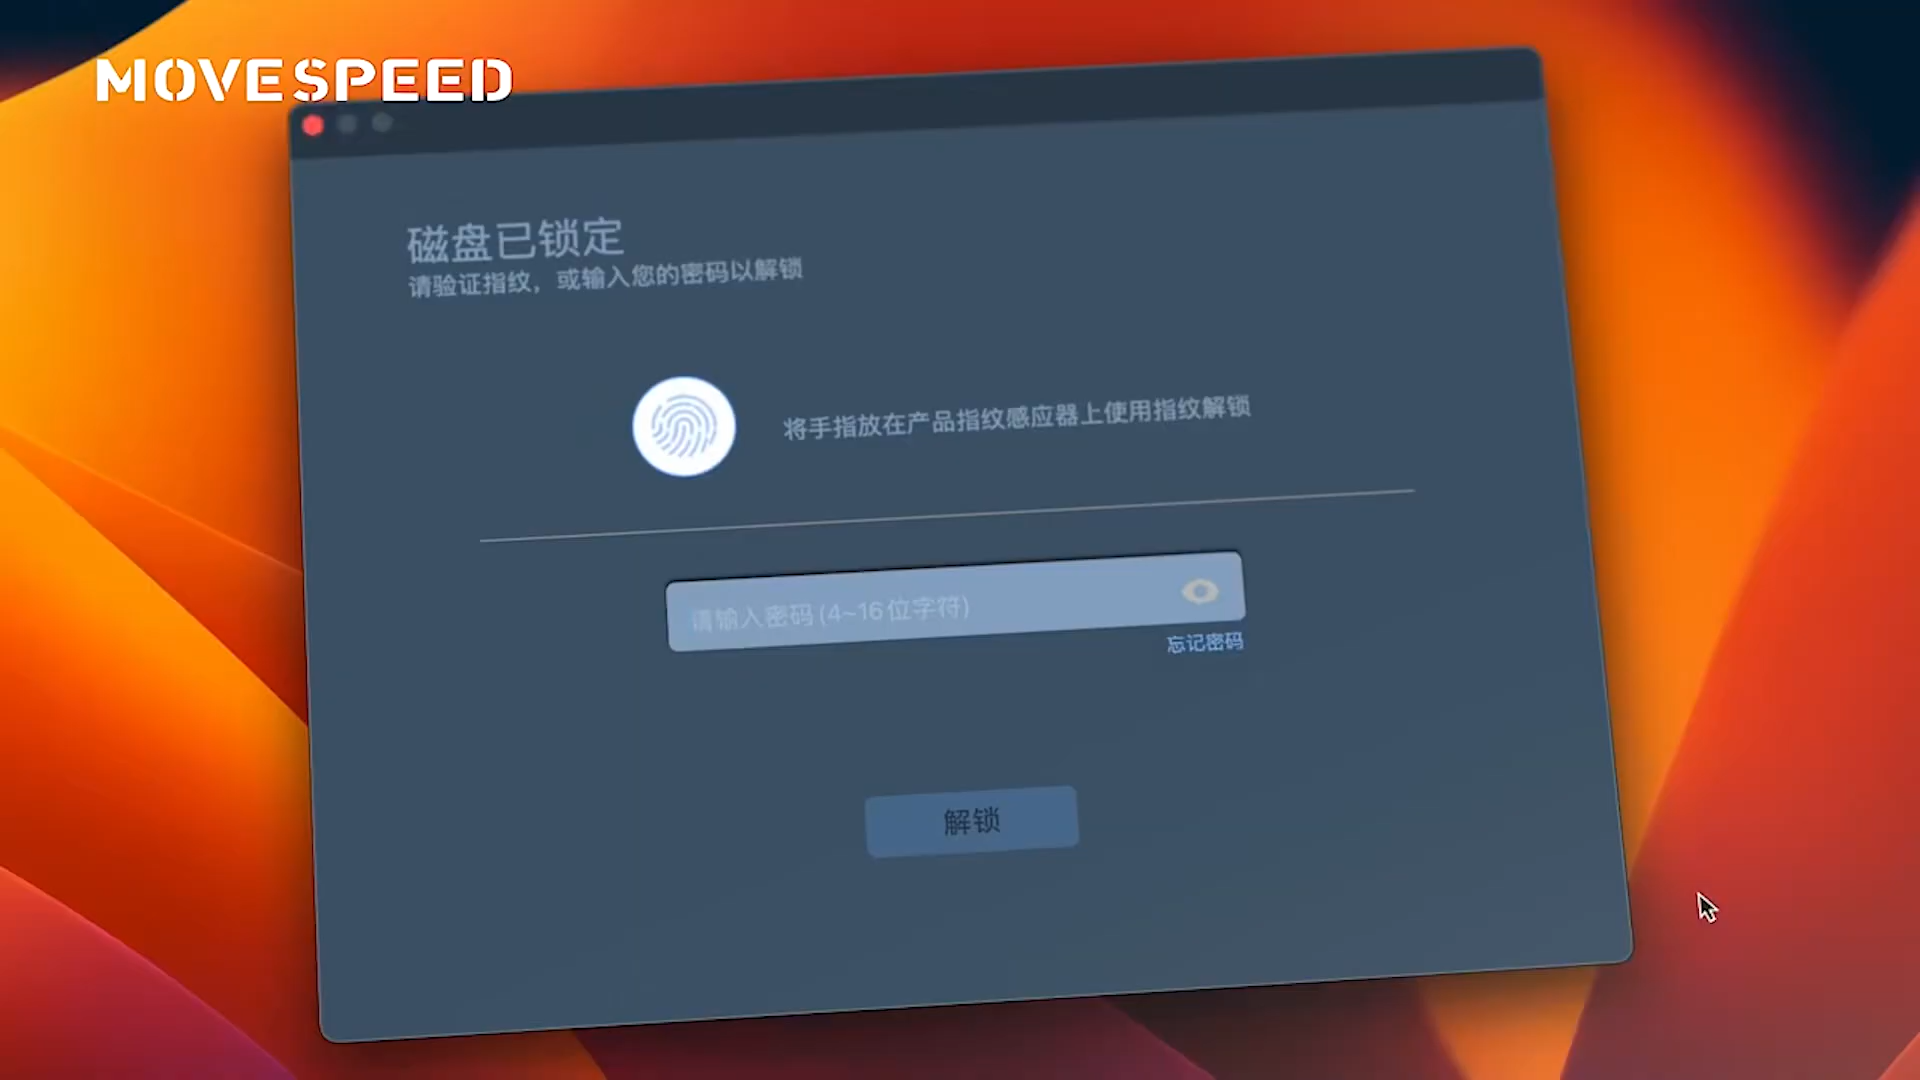 MOVESPEED
磁盘已锁定
请验证指纹，或输入您的密码以解锁
将手指放在产品指纹感应器上使用指纹解锁
请输入密码(4~16位字符)
忘记密码
解锁